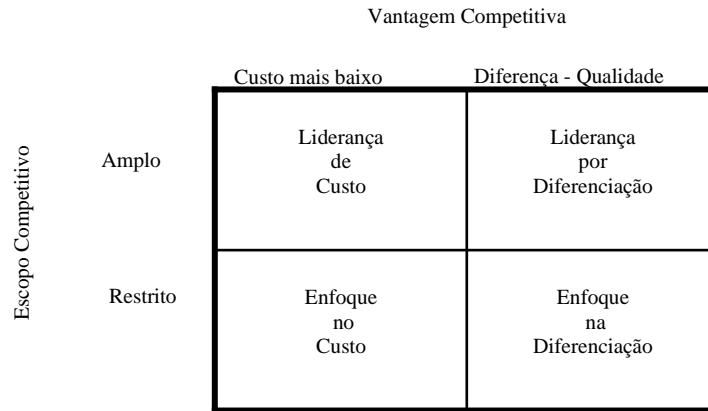 Vantagem Competitiva
Custo mais baixo
Diferença - Qualidade
Escopo Competitivo
Amplo
Liderança
de
Custo
Liderança
por
Diferenciação
Restrito
Enfoque
no
Custo
Enfoque
na
Diferenciação